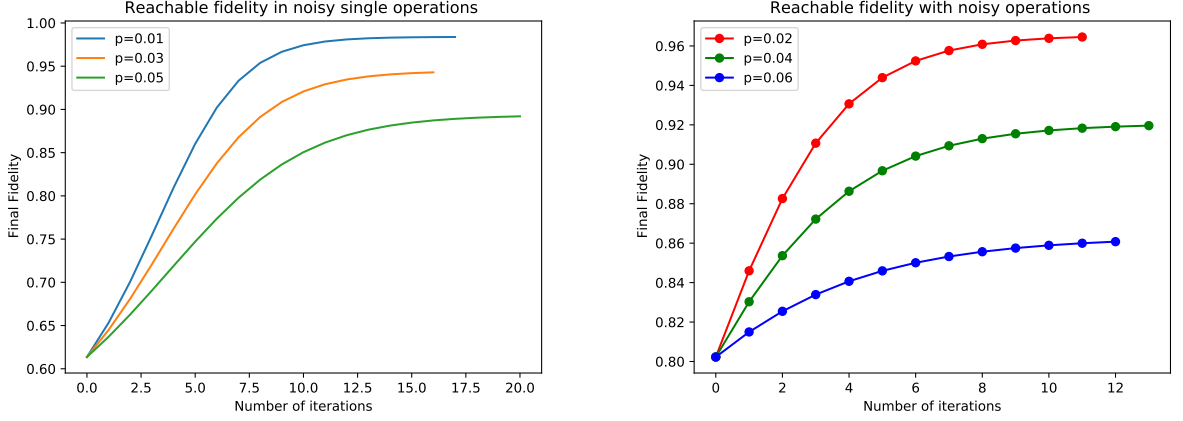 Reachable fidelity in noisy single operations
1.00
0.95
0.90
0.85
0.80
0.75
0.70
0.65
0.60
Final Fidelity
p=0.01
p=0.03
p=0.05
0.0 2.5 5.0 7.5 10.0 12.5 15.0 17.5 20.0
Number of iterations
Reachable fidelity with noisy operations
0.96
0.94
0.92
0.90
0.88
0.86
0.84
0.82
0.80
Final Fidelity
p=0.02
p=0.04
p=0.06
0 2 4 6 8 10 12
Number of iterations